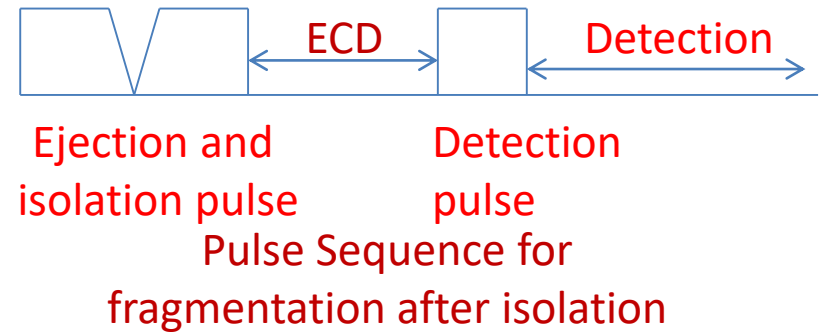 ECD
Detection
Ejection and
isolation pulse
Detection
pulse
Pulse Sequence for
fragmentation after isolation